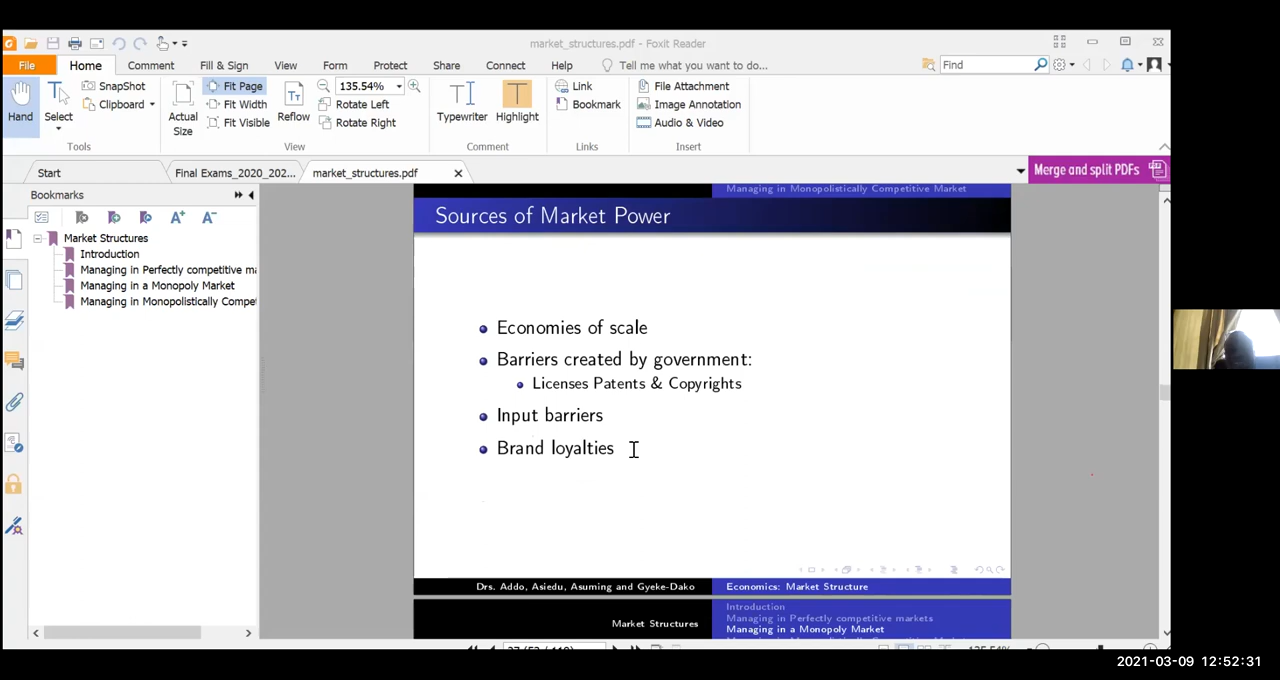 market_structures.pdf - Foxit Reader
File Home Comment Fill & Sign View Form Protect Share Connect Help Tell me what you want to do... Find
Hand
Select
SnapShot
Clipboard
Tools
Actual
Size
Fit Page
Fit Width
Fit Visible
Reflow
135.54%
Rotate Left
Rotate Right
View
Typewriter
Highlight
Comment
Link
Bookmark
Links
File Attachment
Image Annotation
Audio & Video
Insert
Start Final Exams_2020_202... market_structures.pdf
Merge and split PDFs
PDF
Bookmarks
Market Structures
Introduction
Managing in Perfectly competitive ma
Managing in a Monopoly Market
Managing in Monopolistically Compet
Managing in Monopolistically Competitive Market
Sources of Market Power
Economies of scale
Barriers created by government:
Licenses Patents & Copyrights
Input barriers
Brand loyalties
Drs. Addo, Asiedu, Asuming and Gyeke-Dako
Economics: Market Structure
Market Structures
Introduction
Managing in Perfectly competitive markets
Managing in a Monopoly Market
2021-03-09 12:52:31